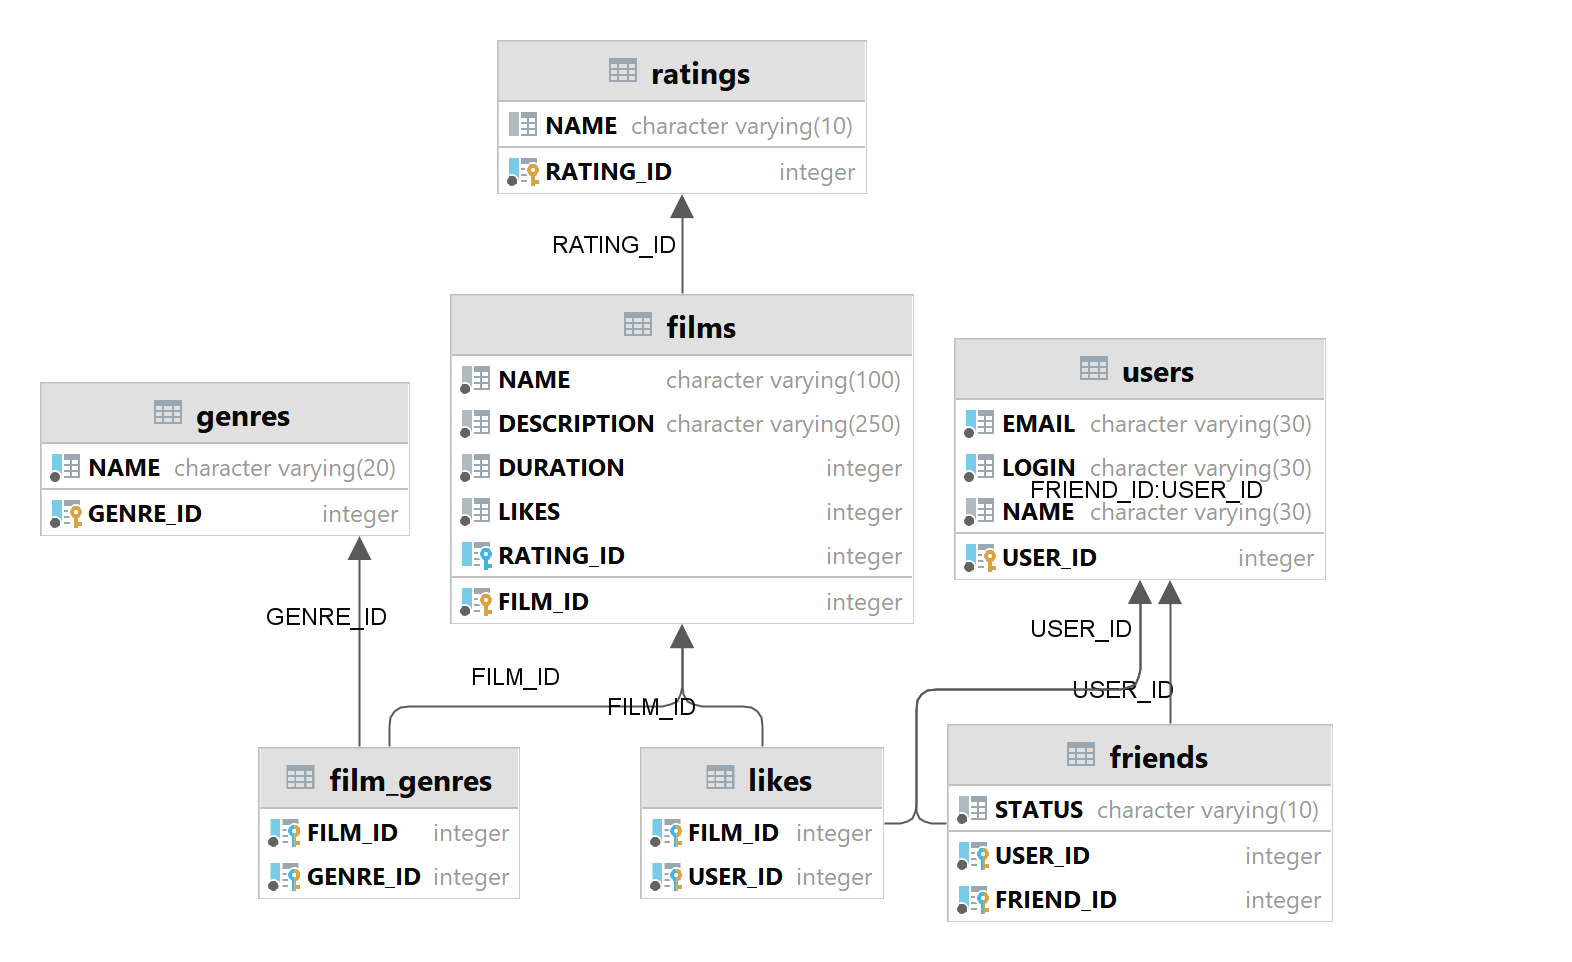 ratings
NAME character varying(10)
RATING_ID integer
RATING_ID
films
NAME character varying(100)
DESCRIPTION character varying(250)
DURATION integer
LIKES integer
RATING_ID integer
FILM_ID integer
users
EMAIL character varying(30)
LOGIN character varying(30)
FRIEND_ID:USER_ID
NAME character varying(30)
USER_ID integer
genres
NAME character varying(20)
GENRE_ID integer
GENRE_ID
FILM_ID
FILM_ID
USER_ID
USER_ID
film_genres
FILM_ID integer
GENRE_ID integer
likes
FILM_ID integer
USER_ID integer
friends
STATUS character varying(10)
USER_ID integer
FRIEND_ID integer